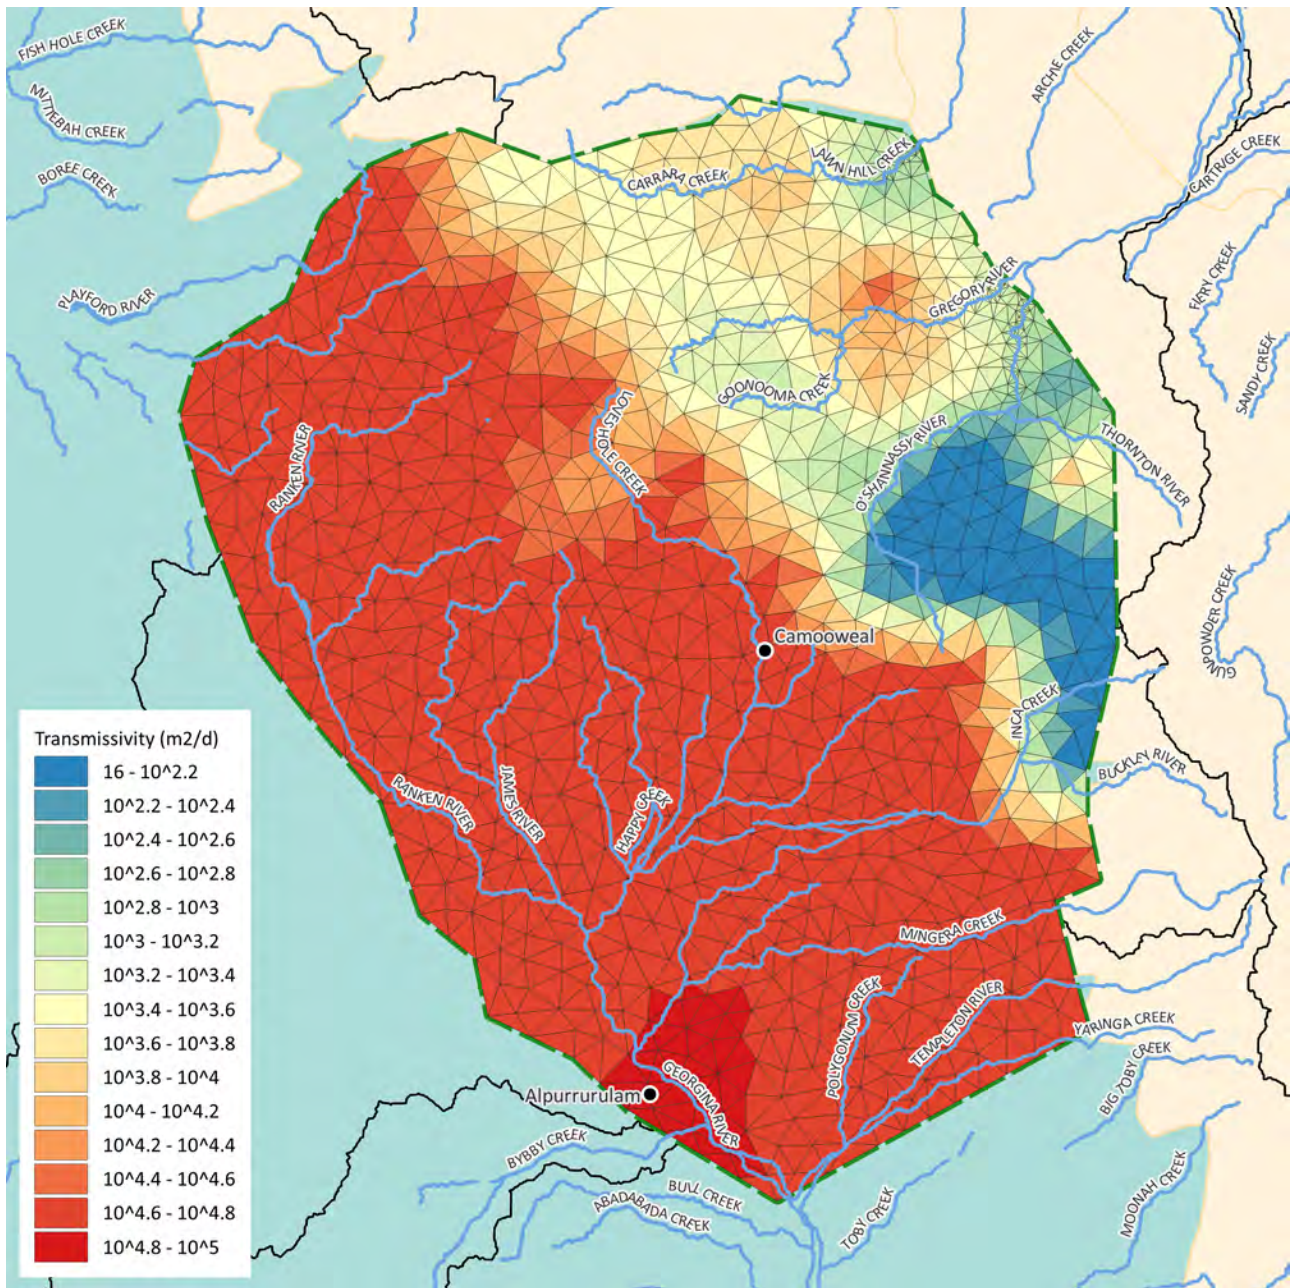 FISH HOLE CREEK
MITTIEBAH CREEK
BOREE CREEK
PLAYFORD RIVER
ARCHIE CREEK
CARTRIGE CREEK
FIERY CREEK
SANDY CREEK
LAWN HILL CREEK
CARRARA CREEK
GREGORY RIVER
GOONOOMA CREEK
LOVES HOLE CREEK
RANKEN RIVER
O'SHANNASSY RIVER
THORNTON RIVER
GUNPOWDER CREEK
Camooweal
INCA CREEK
BUCKLEY RIVER
RANKEN RIVER
JAMES RIVER
HAPPY CREEK
MINGERA CREEK
POLYGONUM CREEK
TEMPLETON RIVER
YARINGA CREEK
BIG TOBY CREEK
GEORGINA RIVER
Alpurrurulam
BYBBY CREEK
BULL CREEK
ABADABADA CREEK
TOBY CREEK
MOONAH CREEK
Transmissivity (m2/d)
16 - 10^2.2
10^2.2 - 10^2.4
10^2.4 - 10^2.6
10^2.6 - 10^2.8
10^2.8 - 10^3
10^3 - 10^3.2
10^3.2 - 10^3.4
10^3.4 - 10^3.6
10^3.6 - 10^3.8
10^3.8 - 10^4
10^4 - 10^4.2
10^4.2 - 10^4.4
10^4.4 - 10^4.6
10^4.6 - 10^4.8
10^4.8 - 10^5